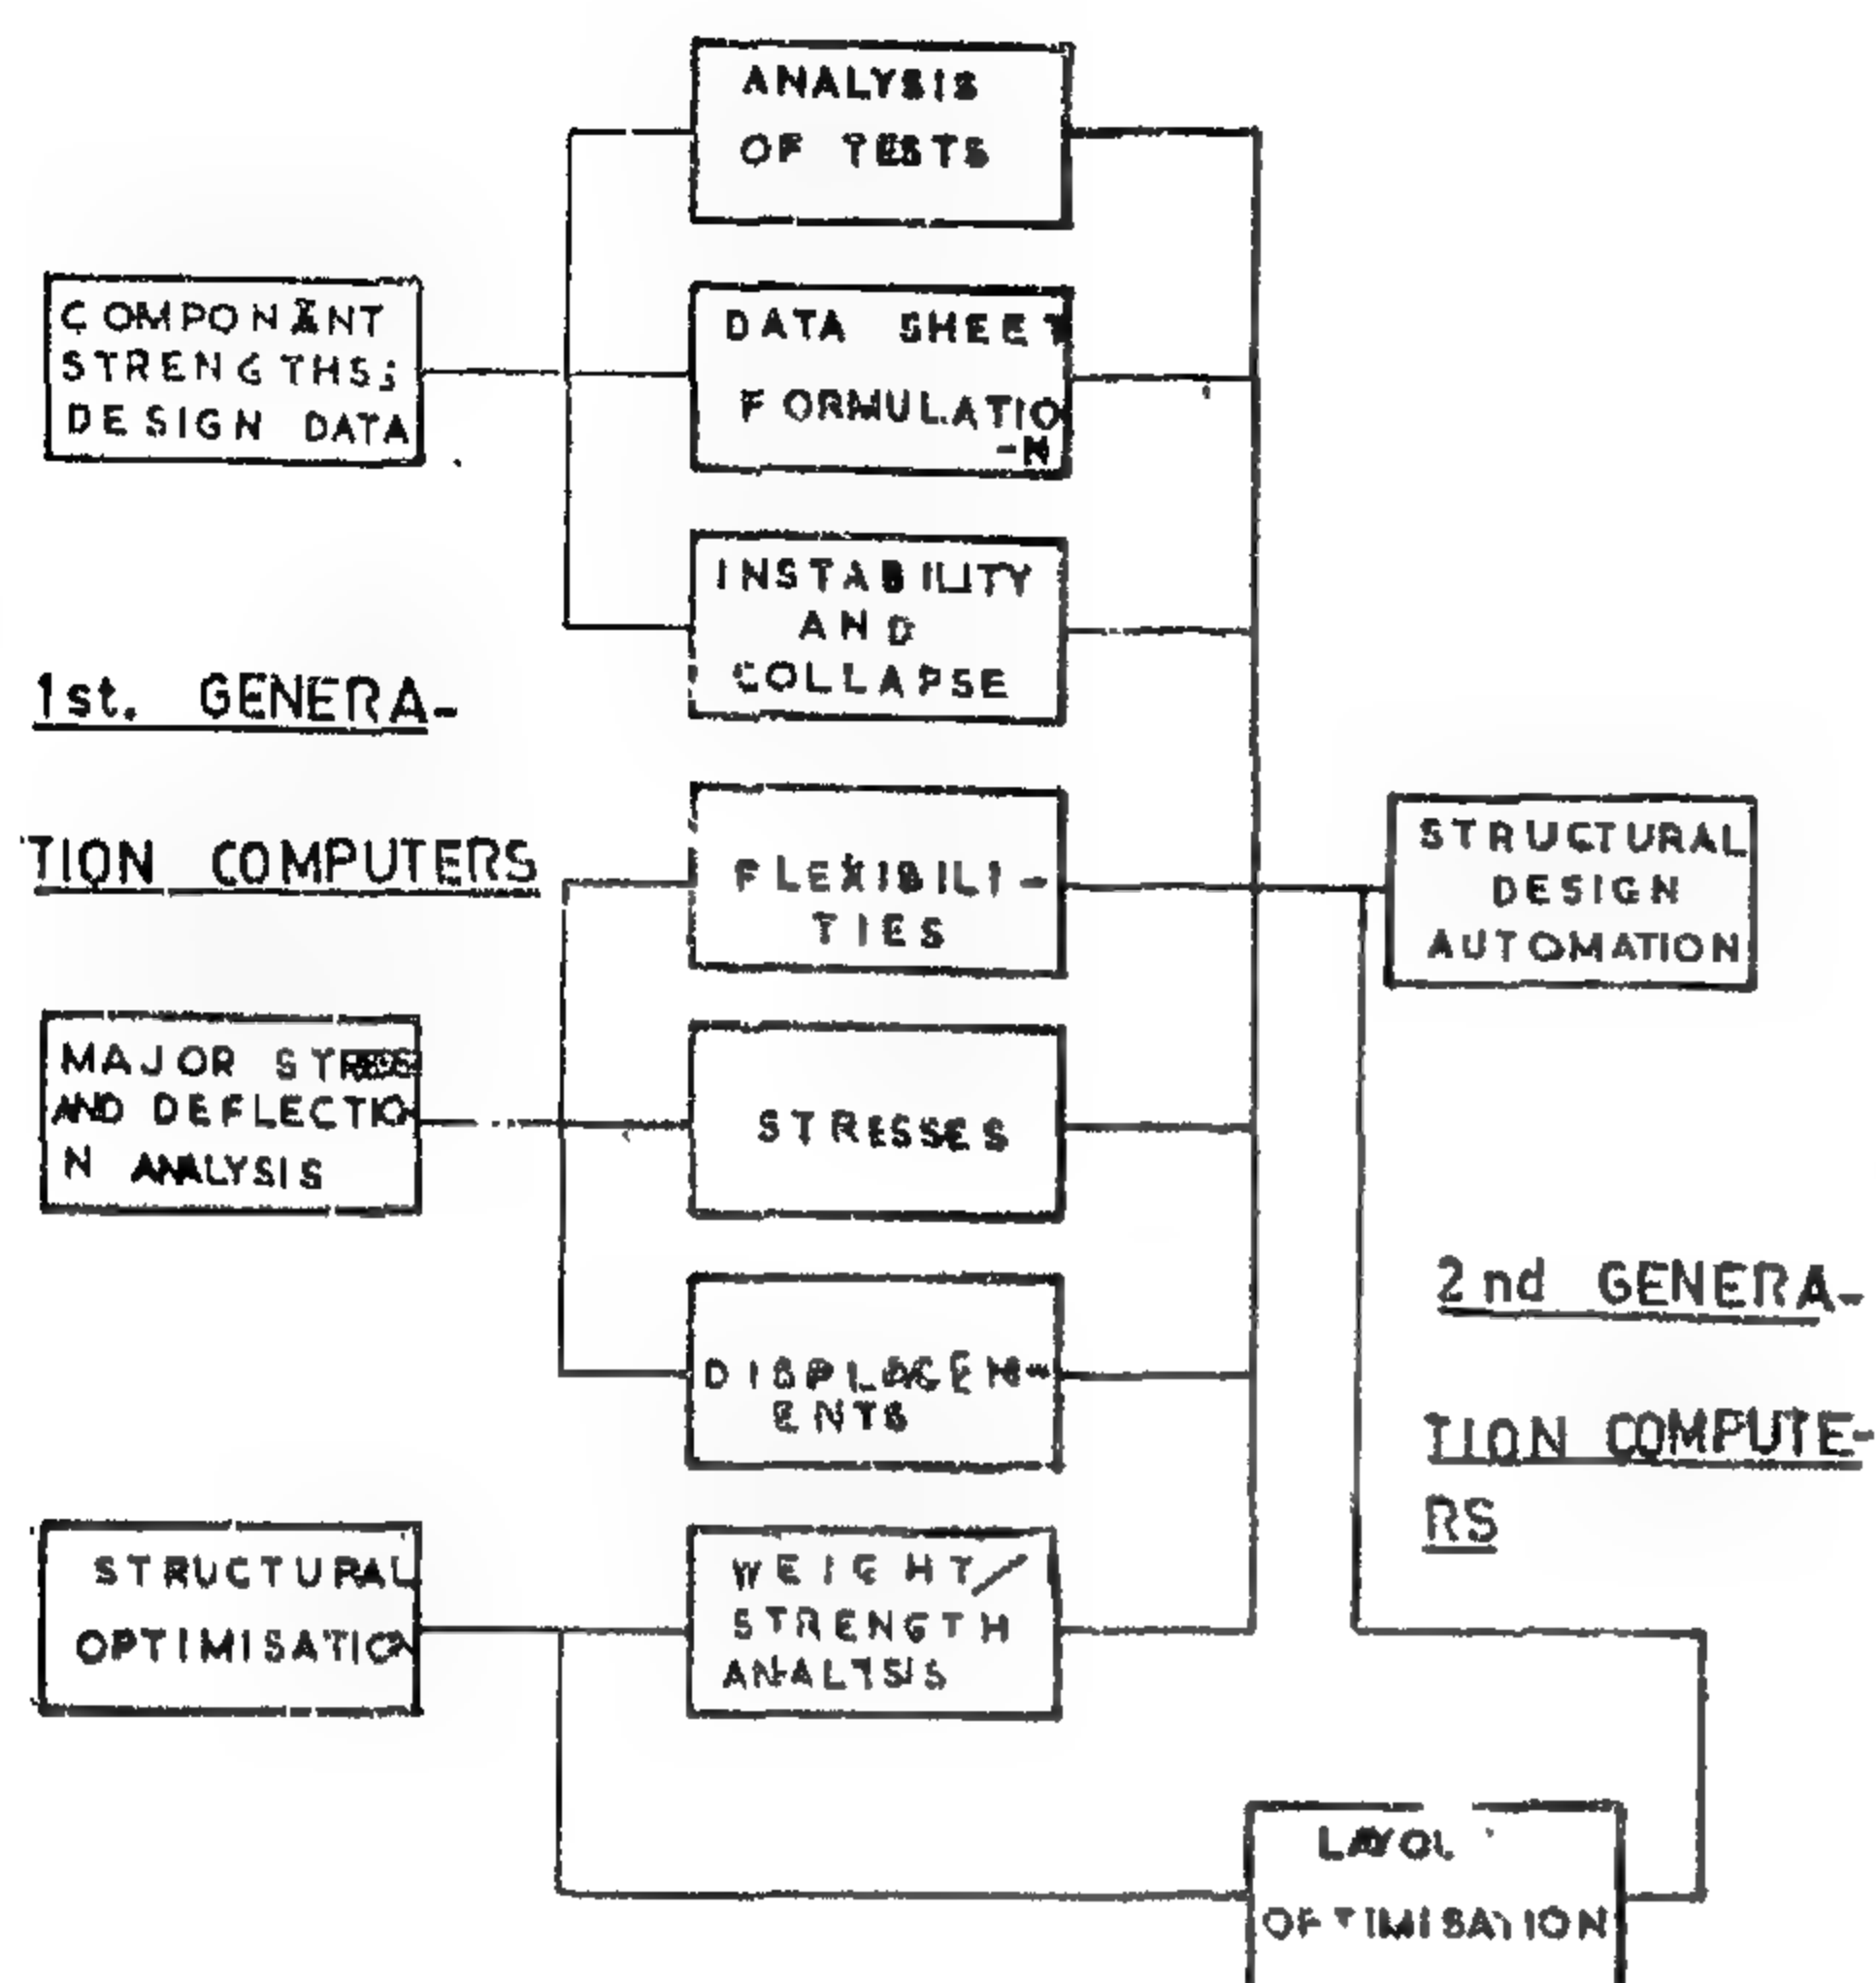 ANALYSIS
OF TESTS
COMPONANT
STRENGTHS;
DESIGN DATA
DATA SHEET
FORMULATIO
-N
INSTABILITY
AND
COLLAPSE
1st. GENERA-
TION COMPUTERS
FLEXIBILI-
TIES
STRUCTURAL
DESIGN
AUTOMATION
MAJOR STRESS
AND DEFLECTIO
N ANALYSIS
STRESSES
2nd GENERA-
TION COMPUTE-
RS
DISPLACEM-
ENTS
STRUCTURAL
OPTIMISATION
WEIGHT/
STRENGTH
ANALYSIS
OPTIMISATION